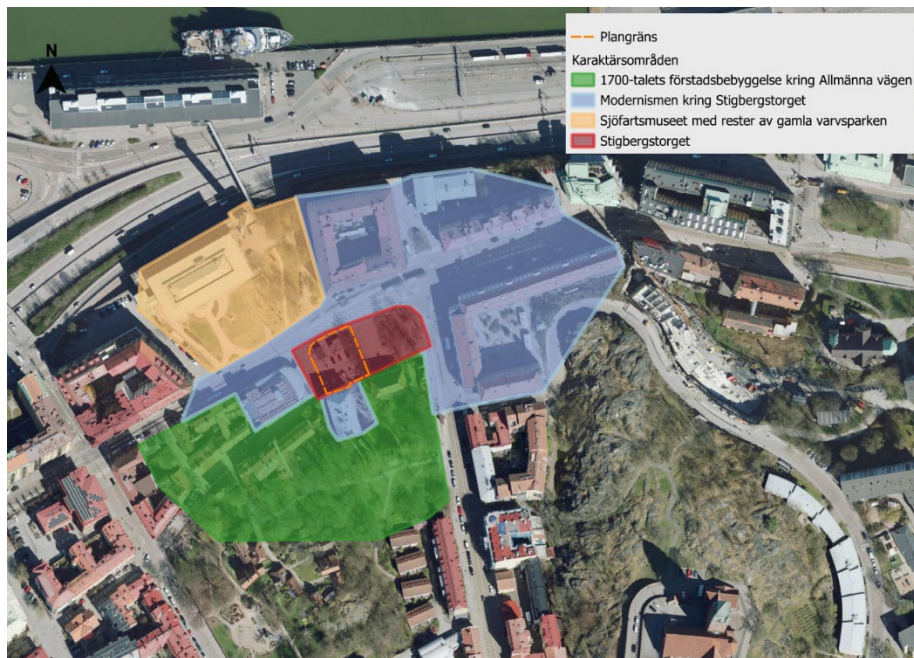 N
Plangräns
Karaktärsområden
1700-talets förstadsbebyggelse kring Allmänna vägen
Modernismen kring Stigbergstorget
Sjöfartsmuseet med rester av gamla varvsparken
Stigbergstorget